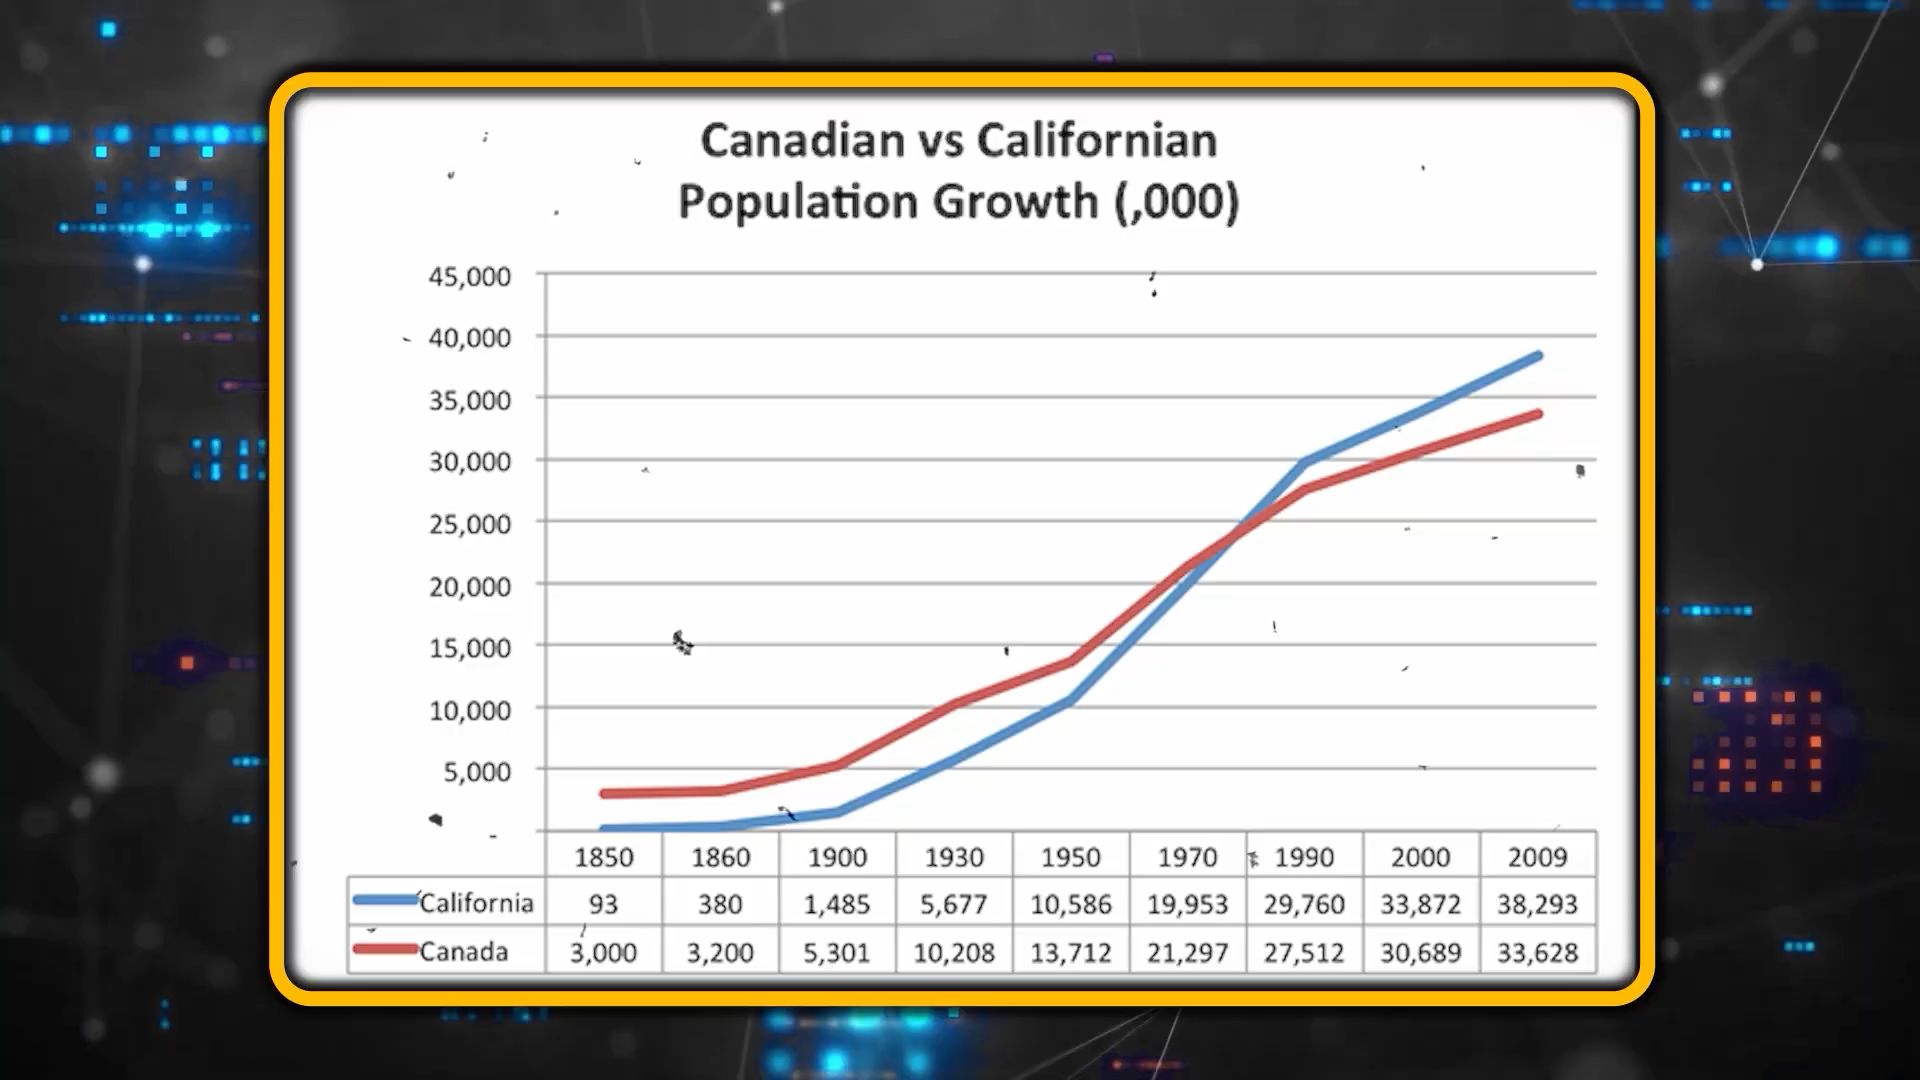 Canadian vs Californian
Population Growth (,000)
45,000
40,000
35,000
30,000
25,000
20,000
15,000
10,000
5,000
-
1850 1860 1900 1930 1950 1970 1990 2000 2009
California 93 380 1,485 5,677 10,586 19,953 29,760 33,872 38,293
Canada 3,000 3,200 5,301 10,208 13,712 21,297 27,512 30,689 33,628